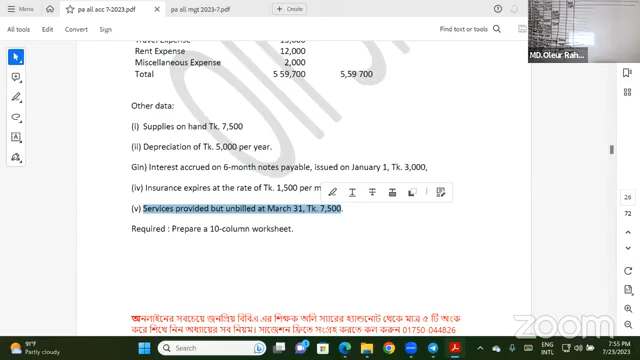 pa ali acc 7-2023.pdf
pa ali mgt 2023-7.pdf
Menu
Create
All tools Edit Convert Sign
Find text or tools
MD.Oleur Rah...
Travel Expense
Rent Expense 12,000
Miscellaneous Expense 2,000
Total 5 59,700 5,59 700
Other data:
(i) Supplies on hand Tk. 7,500
(ii) Depreciation of Tk. 5,000 per year.
Gin) Interest accrued on 6-month notes payable, issued on January 1, Tk. 3,000,
(iv) Insurance expires at the rate of Tk. 1,500 per m
(v) Services provided but unbilled at March 31, Tk. 7,500.
Required : Prepare a 10-column worksheet.
26
72
অনলাইনের সবচেয়ে জনপ্রিয় বিবিএ এর শিক্ষক অলি স্যারের হ্যান্ডনোট থেকে মাত্র ৫ টি অংক
করে শিখে নিন অধ্যায়ের সব নিয়ম। সাজেশন ফ্রিতে সংগ্রহ করতে কল করুন 01750-044826
zoom
91°F
Partly cloudy
Search
ENG
INTL
7:55 PM
7/23/2023